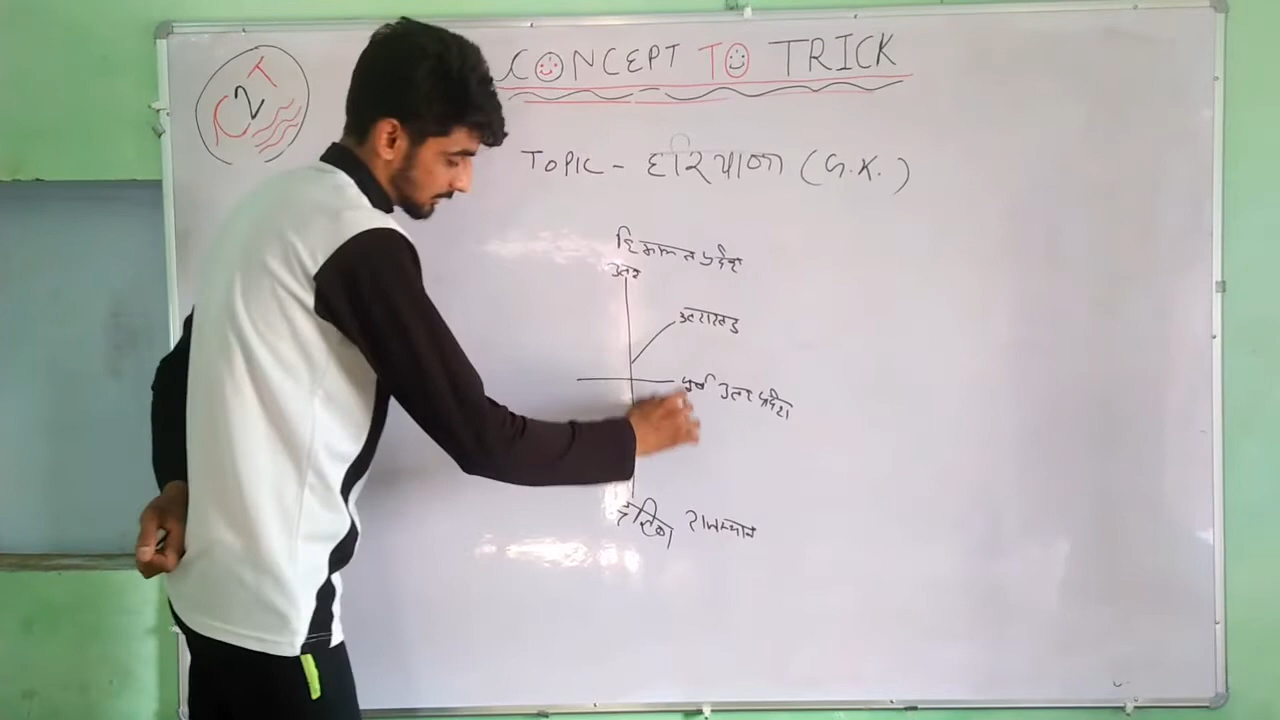 C2T
CONCEPT TO TRICK
TOPIC - हरियाणा (G.K.)
हिमाचल प्रदेश
उत्तर
उत्तराखंड
पूर्व उत्तर प्रदेश
दक्षिण राजस्थान